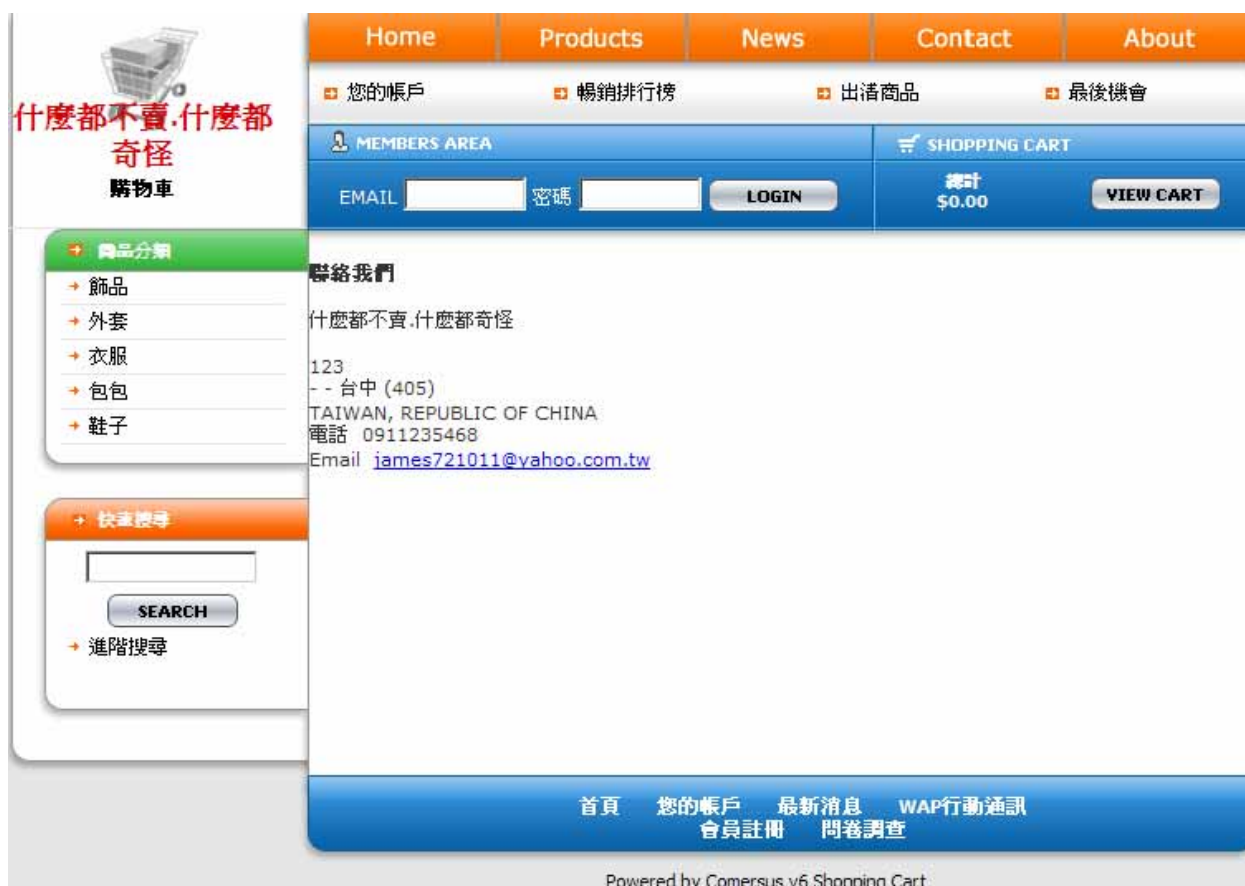 什麼都不賣.什麼都
奇怪
購物車
Home Products News Contact About
您的帳戶 暢銷排行榜 出清商品 最後機會
MEMBERS AREA SHOPPING CART
EMAIL 密碼 LOGIN 總計 VIEW CART
$0.00
商品分類
飾品
外套
衣服
包包
鞋子
快速搜尋
SEARCH
進階搜尋
聯絡我們
什麼都不賣.什麼都奇怪
123
- - 台中 (405)
TAIWAN, REPUBLIC OF CHINA
電話 0911235468
Email james721011@yahoo.com.tw
首頁 您的帳戶 最新消息 WAP行動通訊
會員註冊 問卷調查
Powered by Comersus v6 Shopping Cart